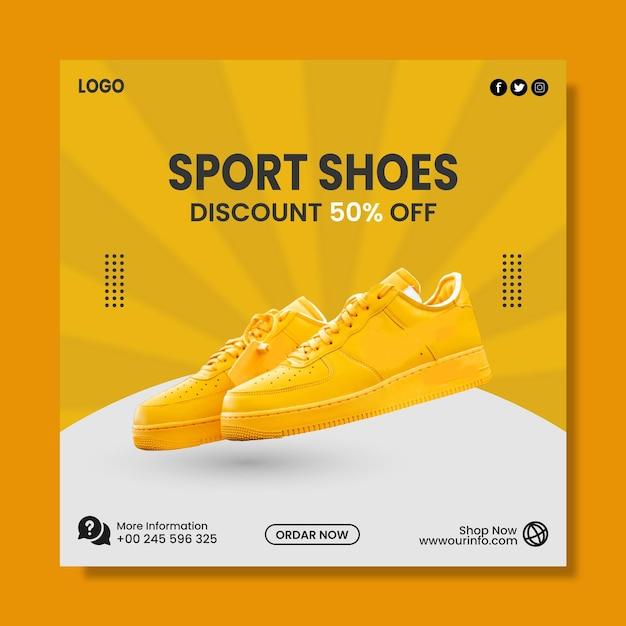 LOGO
SPORT SHOES
DISCOUNT 50% OFF
More Information
+00 245 596 325
ORDAR NOW
Shop Now
wwwourinfo.com